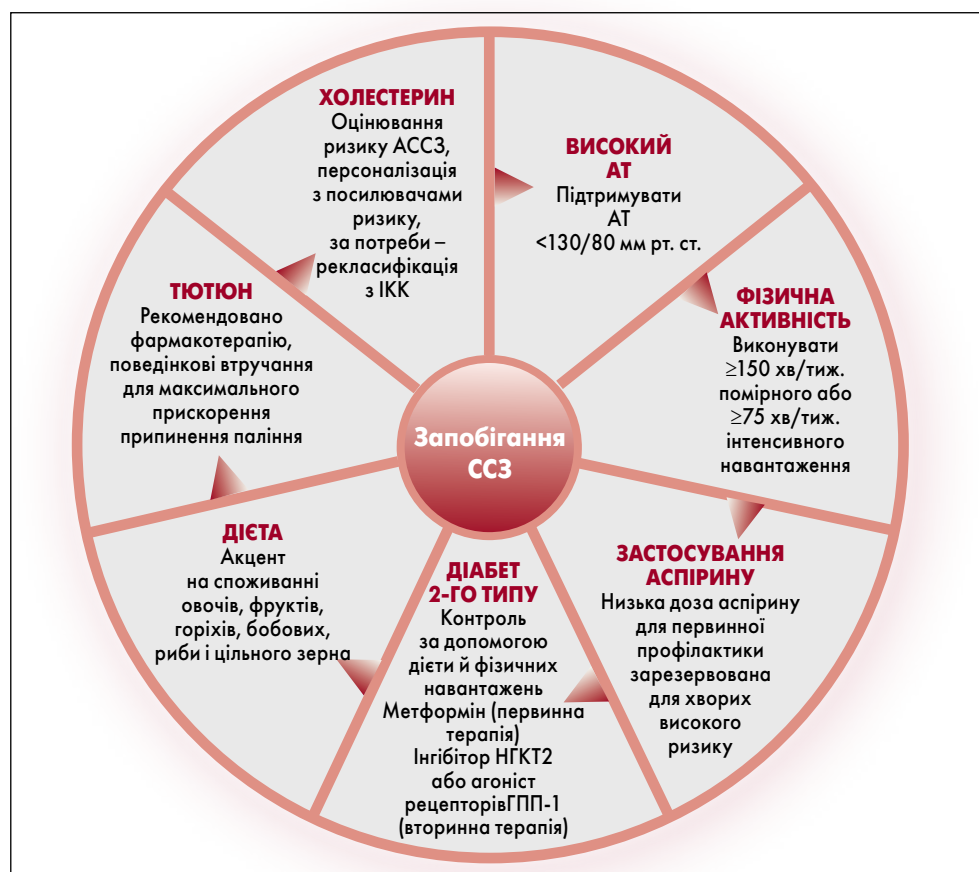 ХОЛЕСТЕРИН
Оцінювання
ризику АССЗ,
персоналізація
з посилювачами
ризику,
за потреби –
рекласифікація
з ІКК
ВИСОКИЙ
АТ
Підтримувати
АТ
<130/80 мм рт. ст.
ФІЗИЧНА
АКТИВНІСТЬ
Виконувати
≥150 хв/тиж.
помірного або
≥75 хв/тиж.
інтенсивного
навантаження
ЗАСТОСУВАННЯ
АСПІРИНУ
Низька доза аспірину
для первинної
профілактики
зарезервована
для хворих
високого
ризику
ДІАБЕТ
2-ГО ТИПУ
Контроль
за допомогою
дієти й фізичних
навантажень
Метформін (первинна
терапія)
Інгібітор НГКТ2
або агоніст
рецепторівГПП-1
(вторинна терапія)
ДІЄТА
Акцент
на споживанні
овочів, фруктів,
горіхів, бобових,
риби і цільного зерна
ТЮТЮН
Рекомендовано
фармакотерапію,
поведінкові втручання
для максимального
прискорення
припинення паління
Запобігання
ССЗ